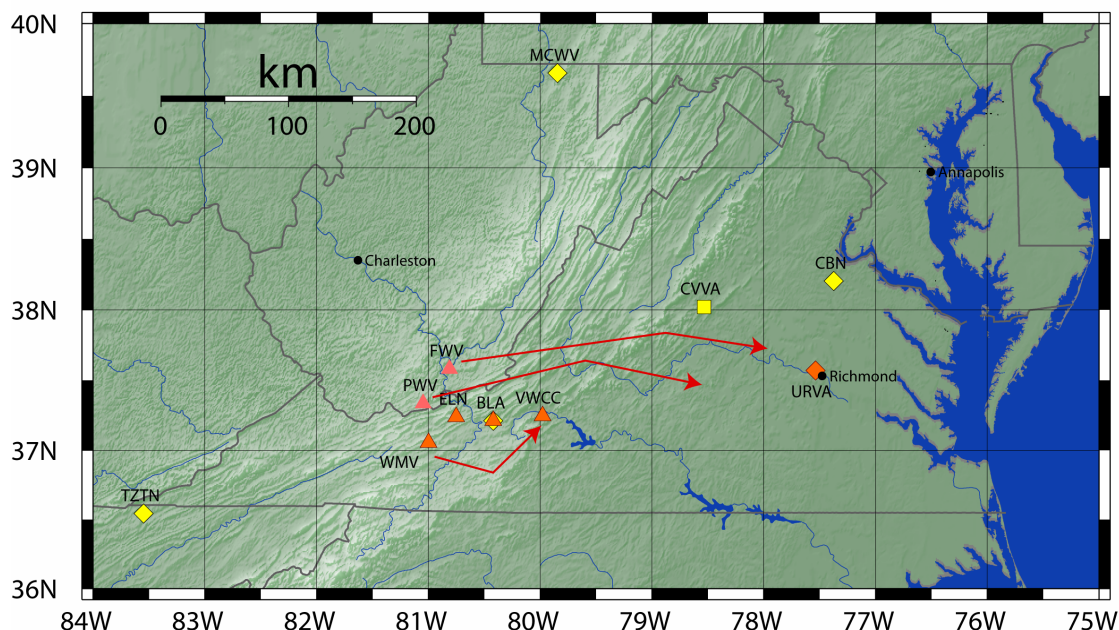 40N
MCWV
km
0 100 200
39N
Annapolis
Charleston
CBN
CVVA
38N
FWV
Richmond
PWV
URVA
ELN
BLA
VWCC
37N
WMV
TZTN
36N
84W 83W 82W 81W 80W 79W 78W 77W 76W 75W